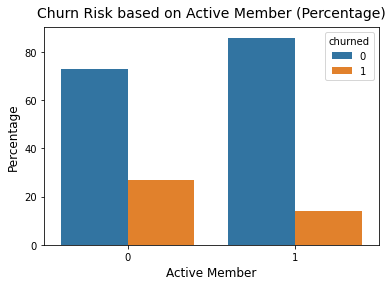 Churn Risk based on Active Member (Percentage)
churned
0
1
80
60
40
20
0
Percentage
0
1
Active Member